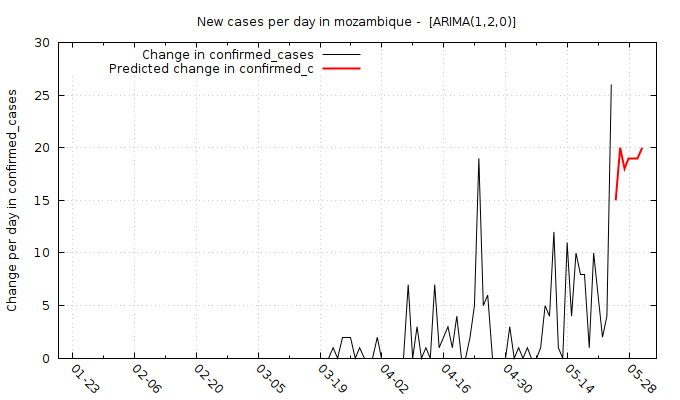 New cases per day in mozambique - [ARIMA(1,2,0)]
Change in confirmed_cases
Predicted change in confirmed_c
Change per day in confirmed_cases
30
25
20
15
10
5
0
01-23 02-06 02-20 03-05 03-19 04-02 04-16 04-30 05-14 05-28